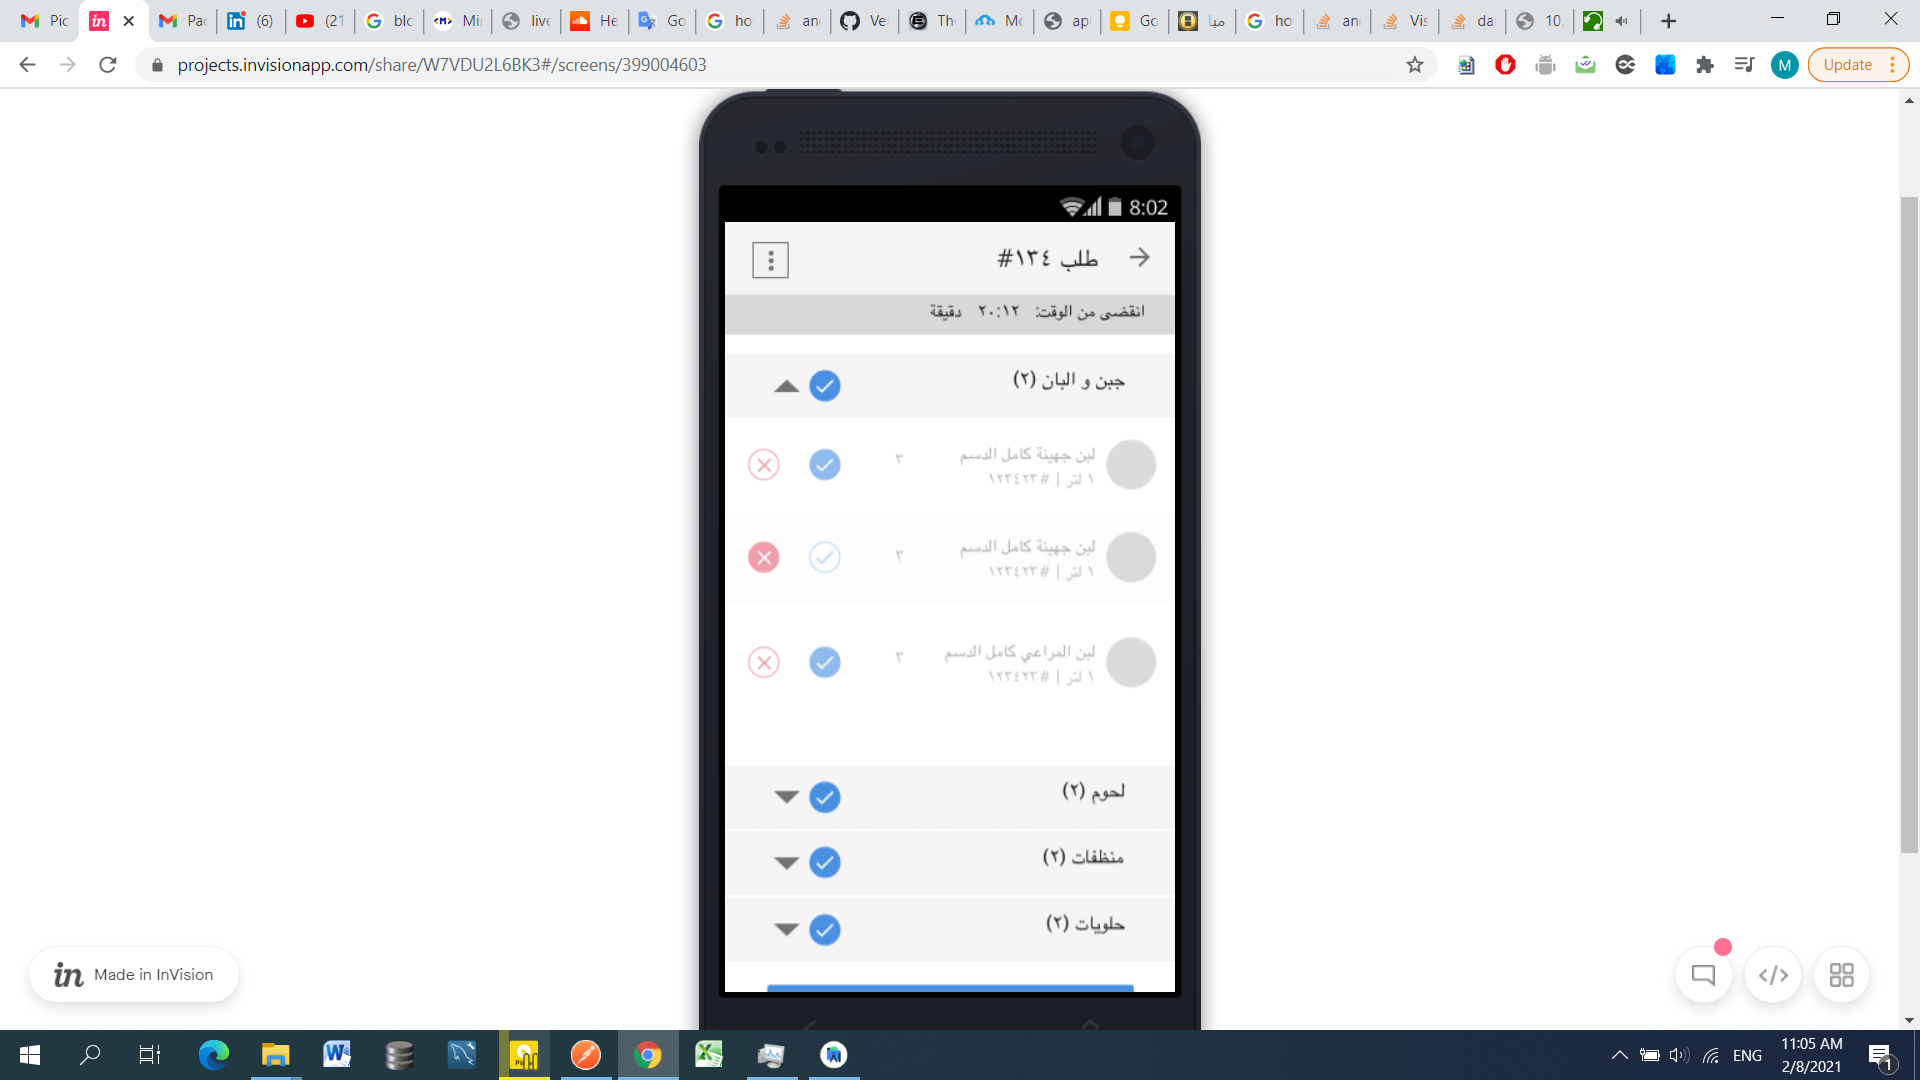 Pic
Pac
(6)
(21
blo
Mi
live
He
Go
ho
an
Ve
Th
Mc
ap
Go
ميا
ho
an
Vis
da
10.
projects.invisionapp.com/share/W7VDU2L6BK3#/screens/399004603
M
Update
8:02
طلب ١٣٤#
انقضى من الوقت: ٢٠:١٢ دقيقة
جبن و البان (٢)
لبن جهينة كامل الدسم ٣
١ لتر | #١٢٣٤٢٣
لبن جهينة كامل الدسم ٣
١ لتر | #١٢٣٤٢٣
لبن المراعي كامل الدسم ٣
١ لتر | #١٢٣٤٢٣
لحوم (٢)
منظفات (٢)
حلويات (٢)
in Made in InVision
ENG
11:05 AM
2/8/2021
1